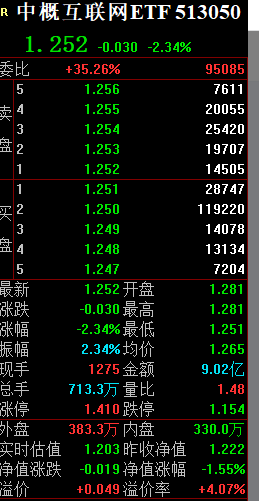 R 中概互联网ETF 513050
1.252 -0.030 -2.34%
委比 +35.26% 95085
卖盘
5 1.256 7611
4 1.255 20055
3 1.254 25420
2 1.253 19707
1 1.252 14505
买盘
1 1.251 28747
2 1.250 119220
3 1.249 14078
4 1.248 13134
5 1.247 7204
最新 1.252 开盘 1.281
涨跌 -0.030 最高 1.281
涨幅 -2.34% 最低 1.251
振幅 2.34% 均价 1.265
现手 1275 金额 9.02亿
总手 713.3万 量比 1.48
涨停 1.410 跌停 1.154
外盘 383.3万 内盘 330.0万
实时估值 1.203 昨收净值 1.222
净值涨跌 -0.019 净值涨幅 -1.55%
溢价 +0.049 溢价率 +4.07%